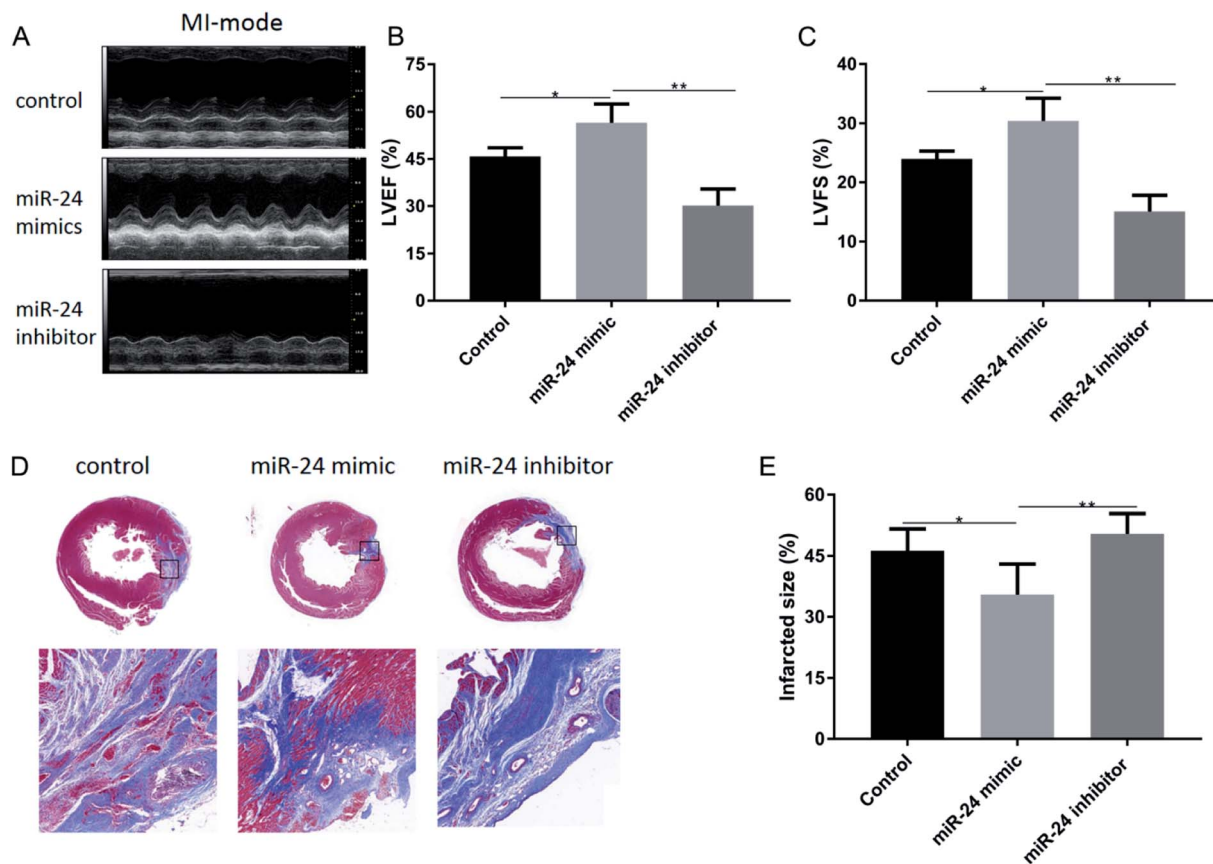 A
MI-mode
control
miR-24
mimics
miR-24
inhibitor
B
LVEF (%)
80
60
45
30
15
0
*
**
Control
miR-24 mimic
miR-24 inhibitor
C
LVFS (%)
40
30
20
10
0
*
**
Control
miR-24 mimic
miR-24 inhibitor
D
control
miR-24 mimic
miR-24 inhibitor
E
Infarcted size (%)
60
45
30
15
0
*
**
Control
miR-24 mimic
miR-24 inhibitor